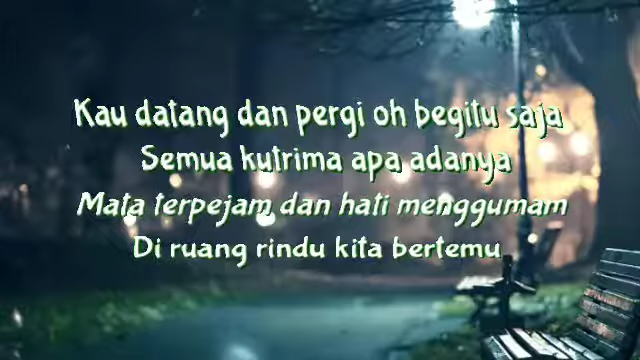 Kau datang dan pergi oh begitu saja
Semua kutrima apa adanya
Mata terpejam dan hati menggumam
Di ruang rindu kita bertemu